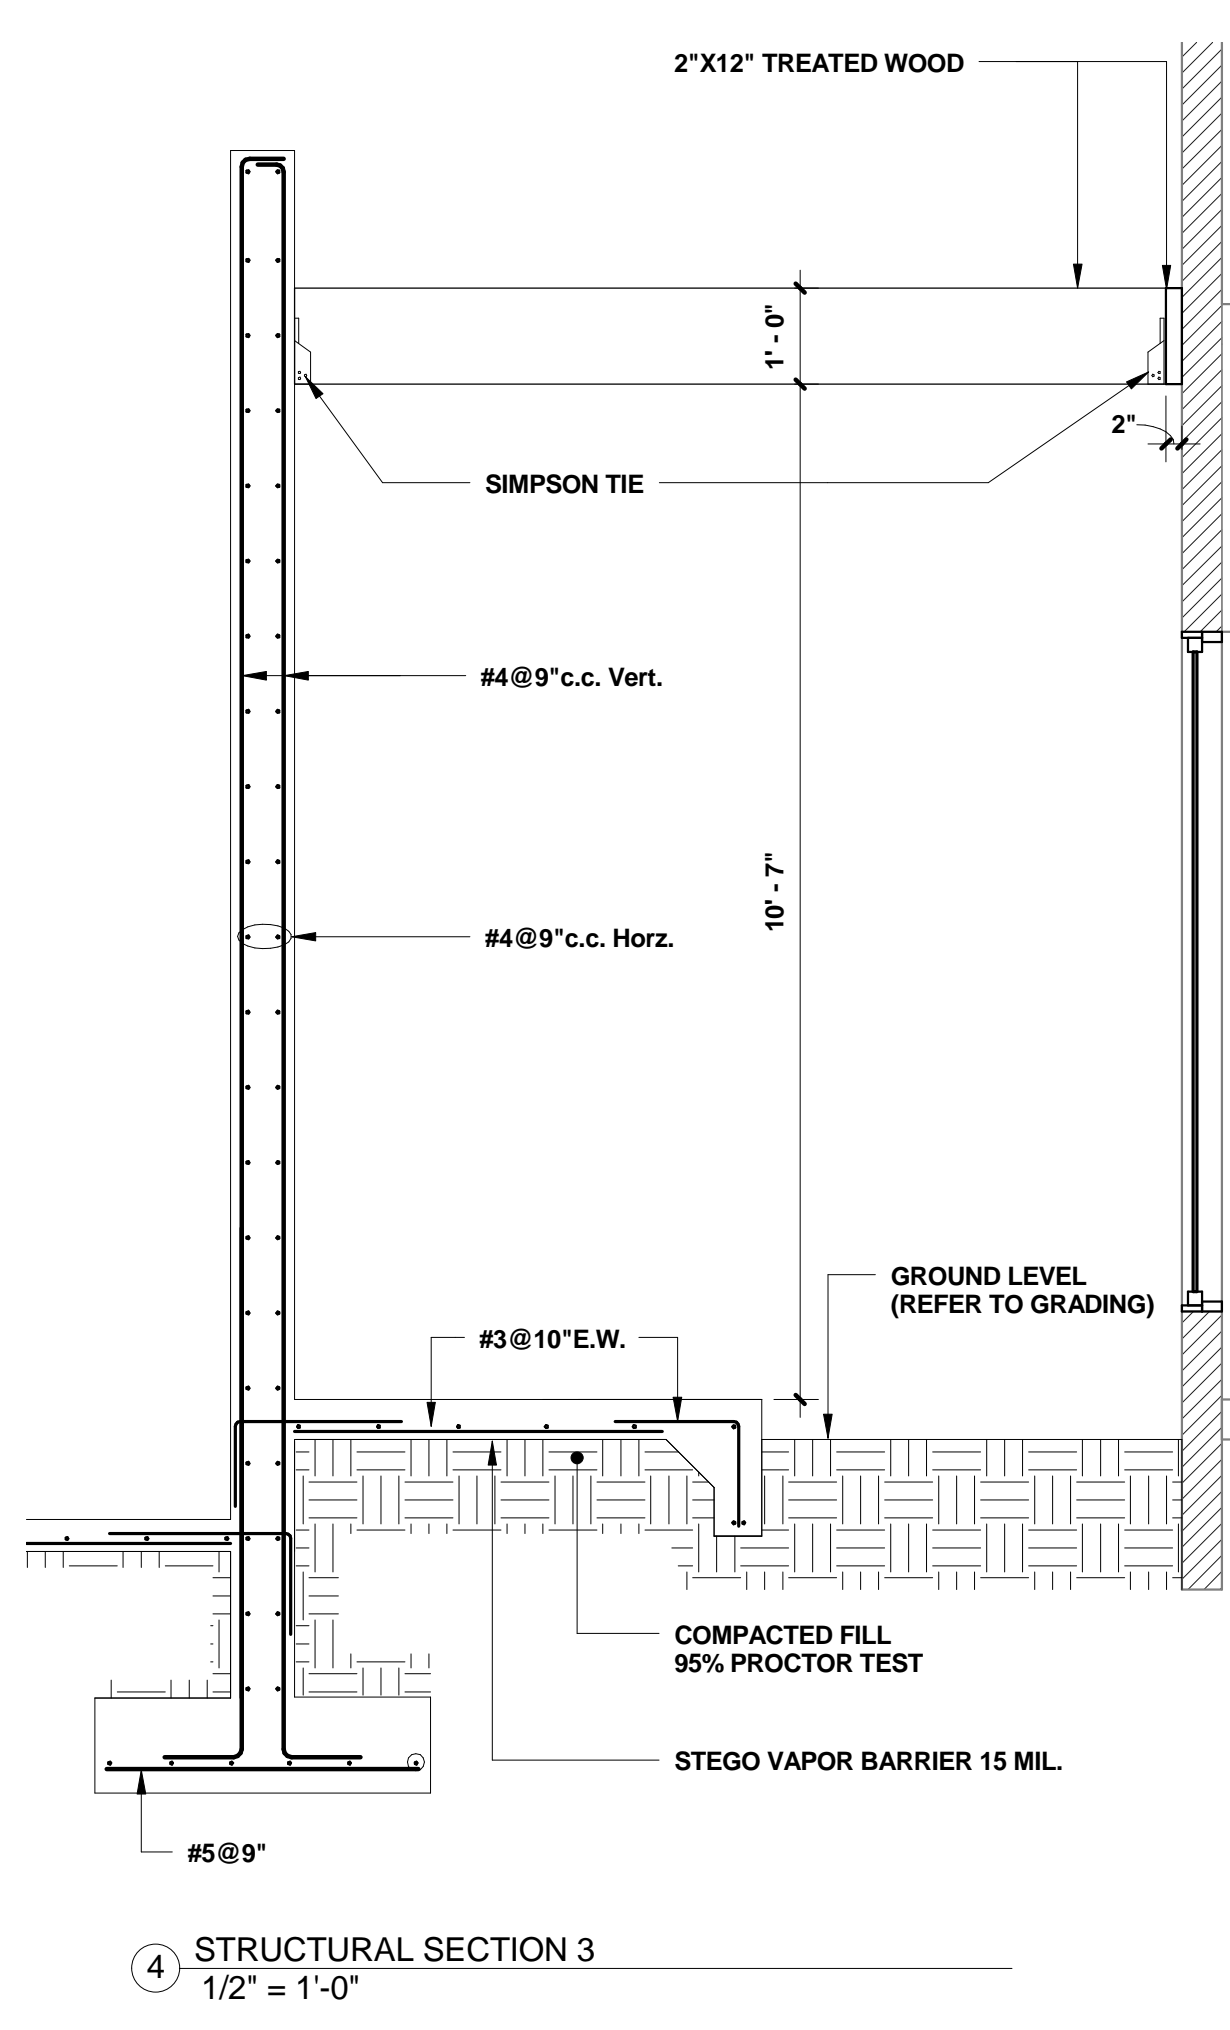 2"X12" TREATED WOOD
1' - 0"
2"
SIMPSON TIE
#4@9"c.c. Vert.
10' - 7"
#4@9"c.c. Horz.
GROUND LEVEL
(REFER TO GRADING)
#3@10"E.W.
COMPACTED FILL
95% PROCTOR TEST
STEGO VAPOR BARRIER 15 MIL.
#5@9"
4
STRUCTURAL SECTION 3
1/2" = 1'-0"